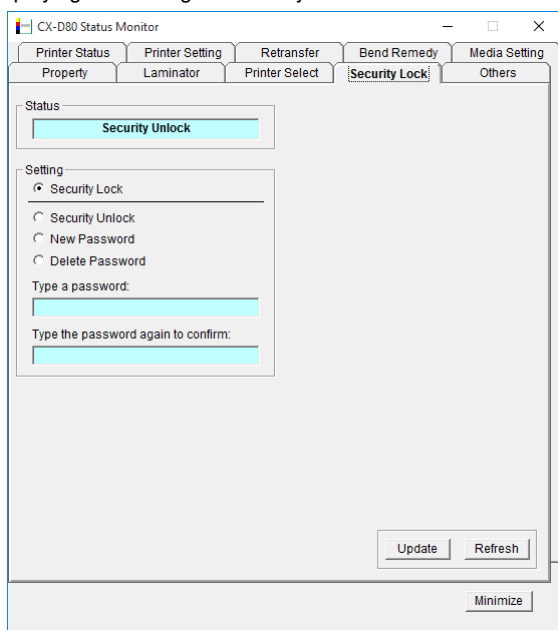 CX-D80 Status Monitor
Printer Status Printer Setting Retransfer Bend Remedy Media Setting
Property Laminator Printer Select Security Lock Others
Status
Security Unlock
Setting
Security Lock
Security Unlock
New Password
Delete Password
Type a password:
Type the password again to confirm:
Update Refresh
Minimize